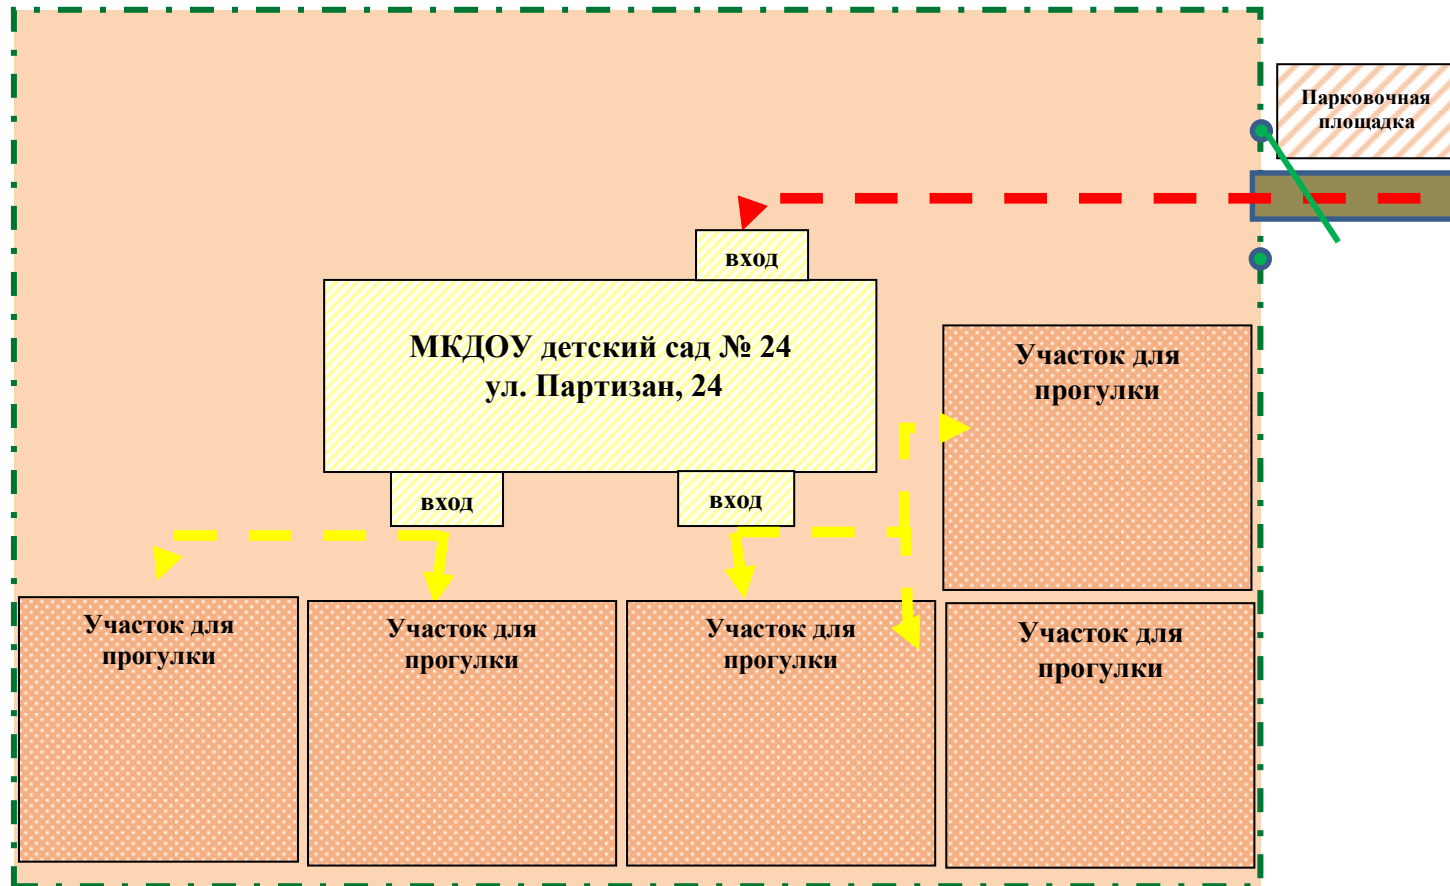 Парковочная
площадка
вход
МКДОУ детский сад № 24
ул. Партизан, 24
Участок для
прогулки
вход
вход
Участок для
прогулки
Участок для
прогулки
Участок для
прогулки
Участок для
прогулки